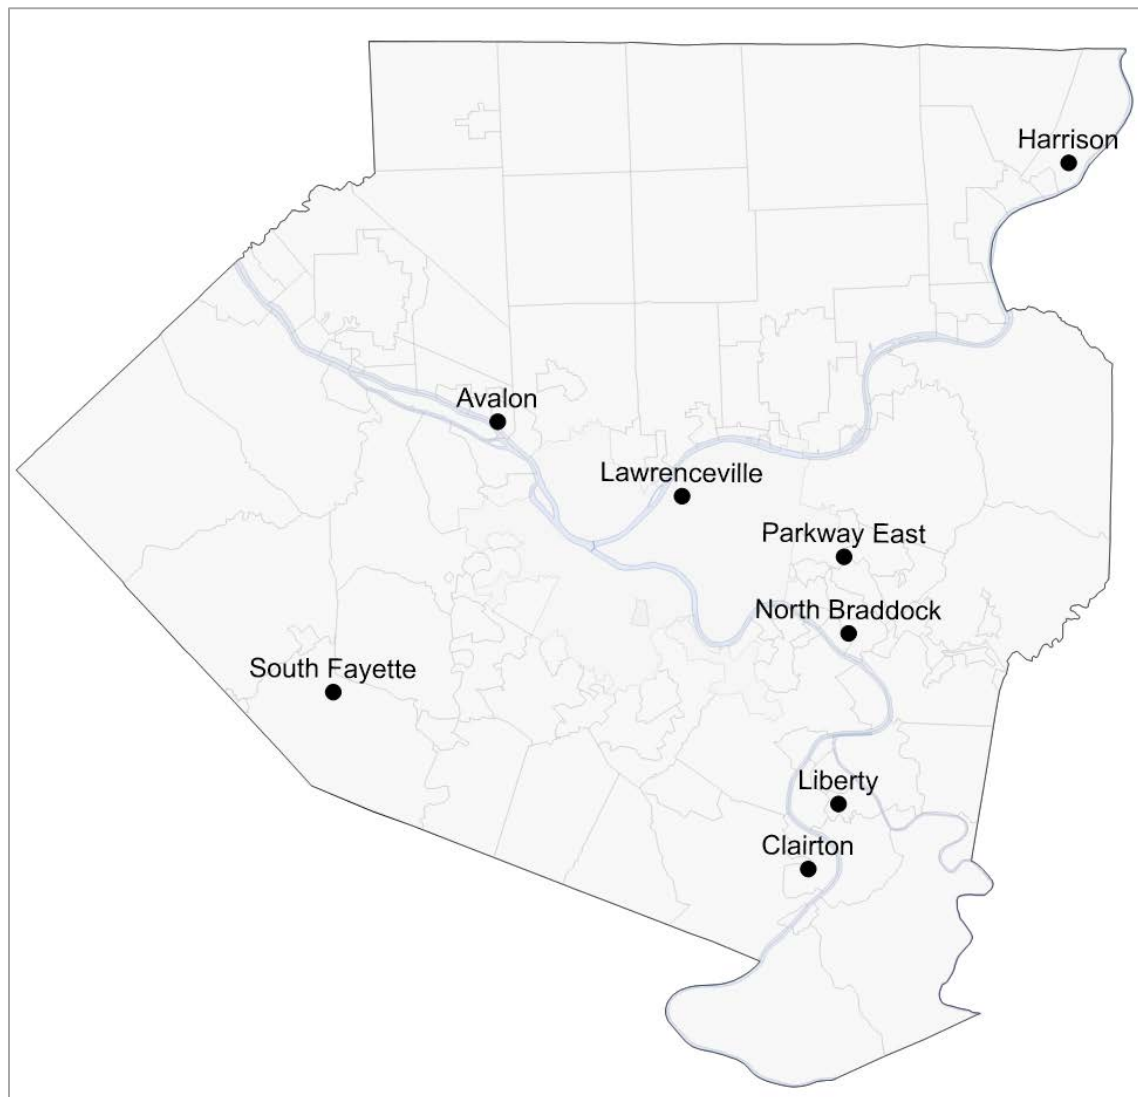 Harrison
Avalon
Lawrenceville
Parkway East
North Braddock
South Fayette
Liberty
Clairton